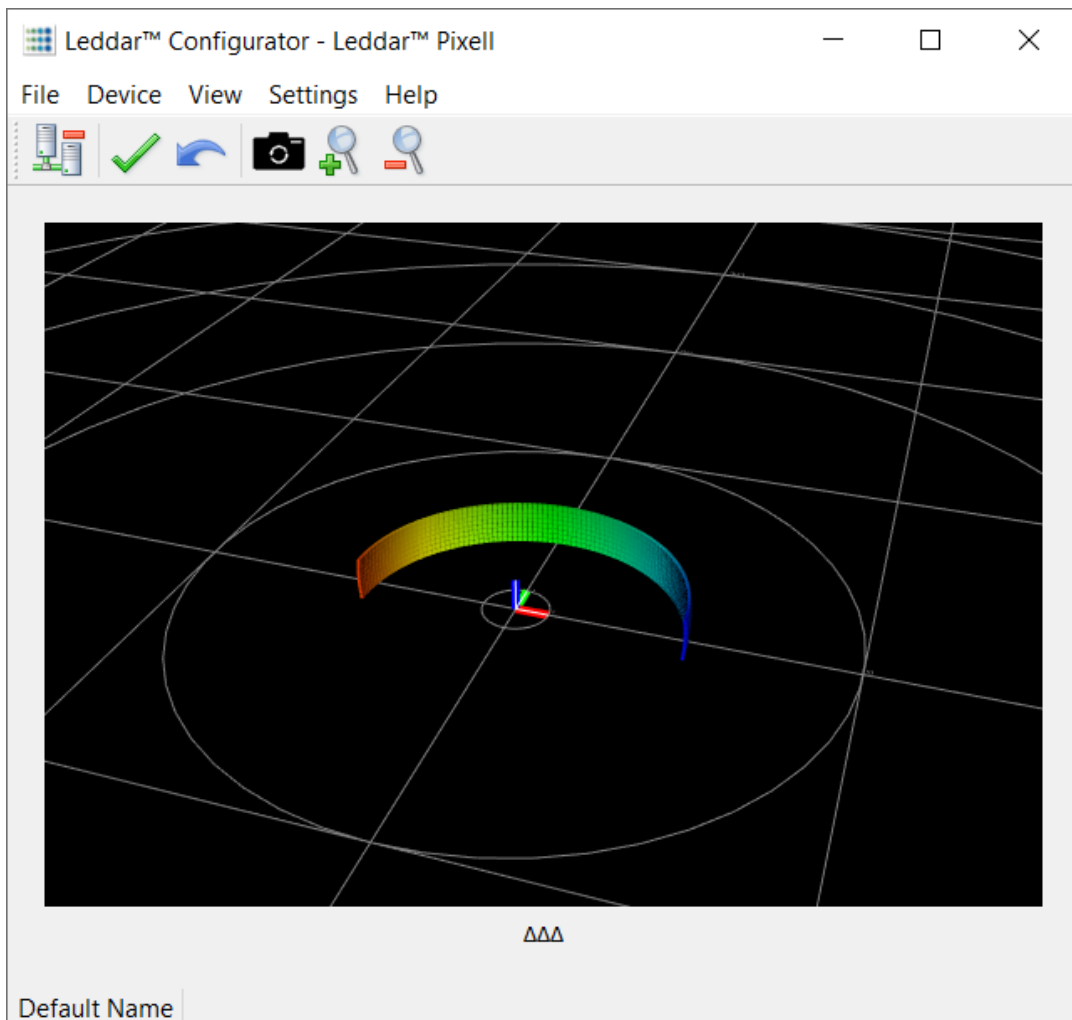 Leddar™ Configurator - Leddar™ Pixell
File Device View Settings Help
ΔΔΔ
Default Name